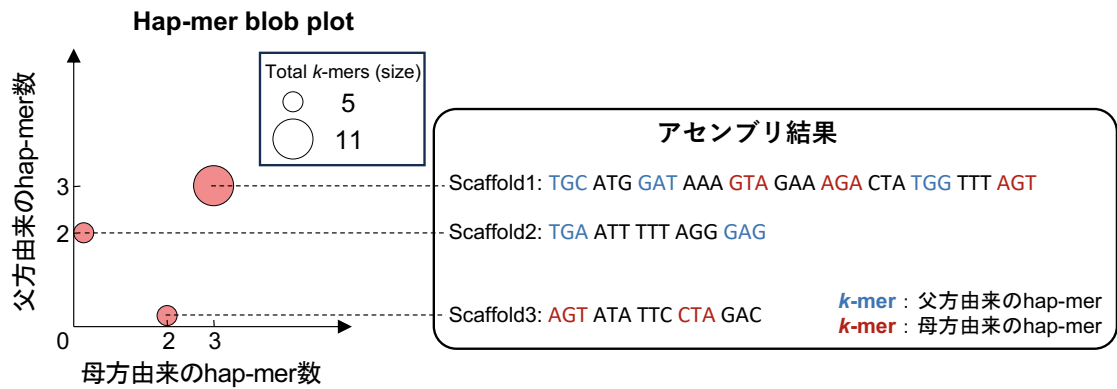 Hap-mer blob plot
父方由来のhap-mer数
3
2
0
2
3
母方由来のhap-mer数
Total k-mers (size)
5
11
アセンブリ結果
Scaffold1: TGC ATG GAT AAA GTA GAA AGA CTA TGG TTT AGT
Scaffold2: TGA ATT TTT AGG GAG
Scaffold3: AGT ATA TTC CTA GAC
k-mer：父方由来のhap-mer
k-mer：母方由来のhap-mer